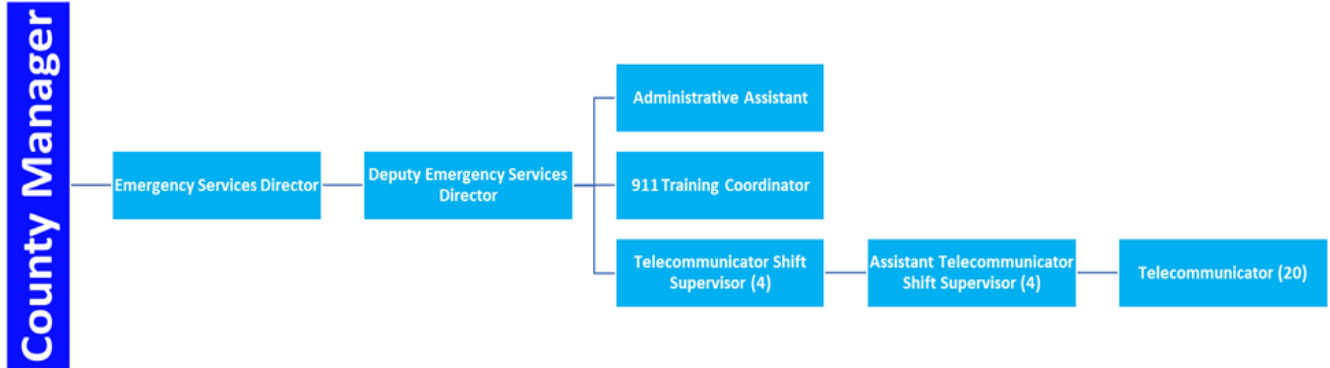 County Manager
Emergency Services Director
Deputy Emergency Services
Director
Administrative Assistant
911 Training Coordinator
Telecommunicator Shift
Supervisor (4)
Assistant Telecommunicator
Shift Supervisor (4)
Telecommunicator (20)